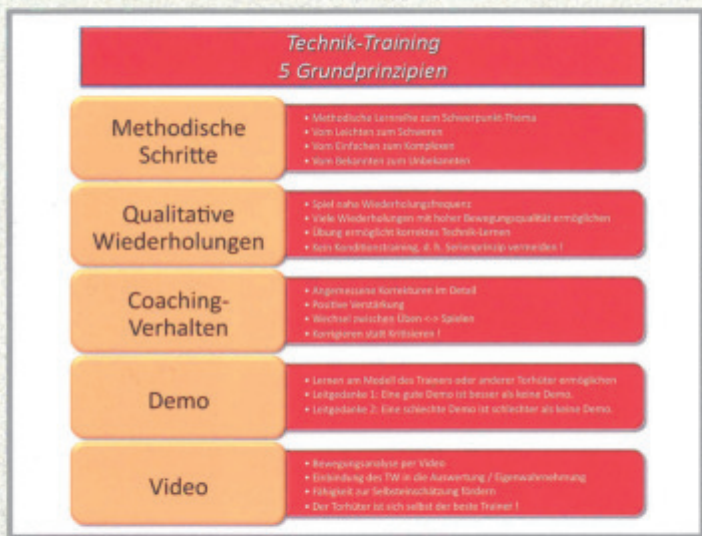 Technik-Training
5 Grundprinzipien
Methodische
Schritte
• Methodische Lernreihe zum Schwerpunkt-Thema
• Vom Leichten zum Schweren
• Vom Einfachen zum Komplexen
• Vom Bekannten zum Unbekannten
Qualitative
Wiederholungen
• Spiel nahe Wiederholungsfrequenz
• Viele Wiederholungen mit hoher Bewegungsqualität ermöglichen
• Übung ermöglicht korrektes Technik-Lernen
• Kein Konditionstraining, d. h. Serienprinzip vermeiden !
Coaching-
Verhalten
• Angemessene Korrekturen im Detail
• Positive Verstärkung
• Wechsel zwischen Üben <-> Spielen
• Korrigieren statt Kritisieren !
Demo
• Lernen am Modell des Trainers oder anderer Torhüter ermöglichen
• Leitgedanke 1: Eine gute Demo ist besser als keine Demo.
• Leitgedanke 2: Eine schlechte Demo ist schlechter als keine Demo.
Video
• Bewegungsanalyse per Video
• Einbindung des TW in die Auswertung / Eigenwahrnehmung
• Fähigkeit zur Selbsteinschätzung fördern
• Der Torhüter ist sich selbst der beste Trainer !